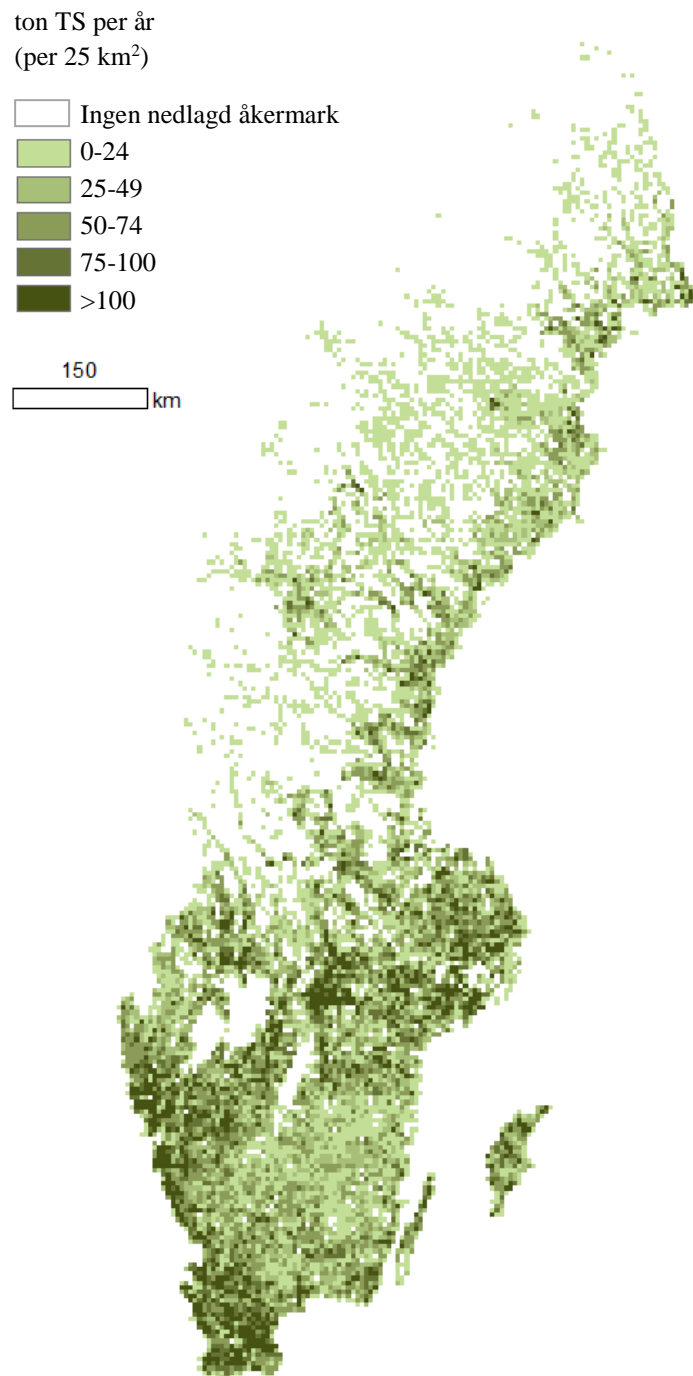 ton TS per år
(per 25 km²)
Ingen nedlagd åkermark
0-24
25-49
50-74
75-100
>100
150
km